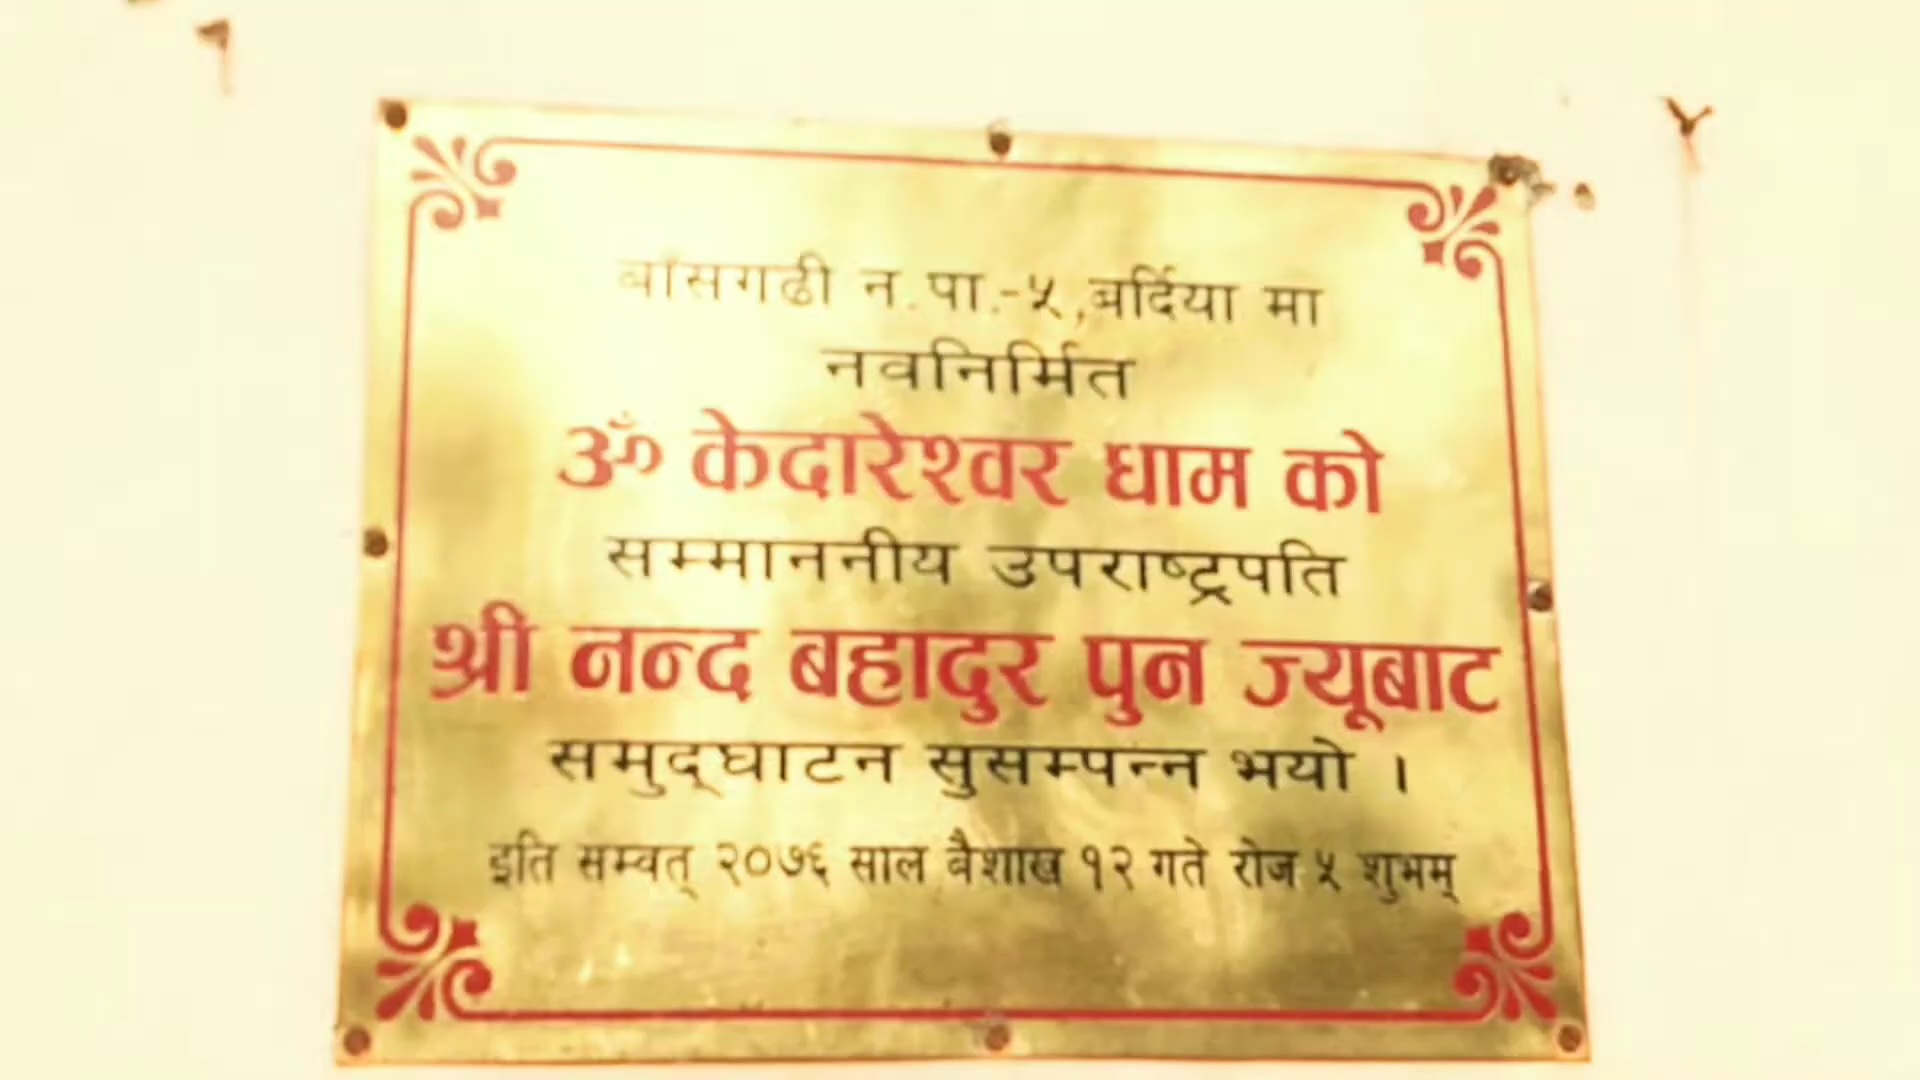 बाँसगढी न.पा.-५,बर्दिया मा
नवनिर्मित
ॐ केदारेश्वर धाम को
सम्माननीय उपराष्ट्रपति
श्री नन्द बहादुर पुन ज्यूबाट
समुद्‌घाटन सुसम्पन्न भयो ।
इति सम्वत् २०७६ साल बैशाख १२ गते रोज ५ शुभम्